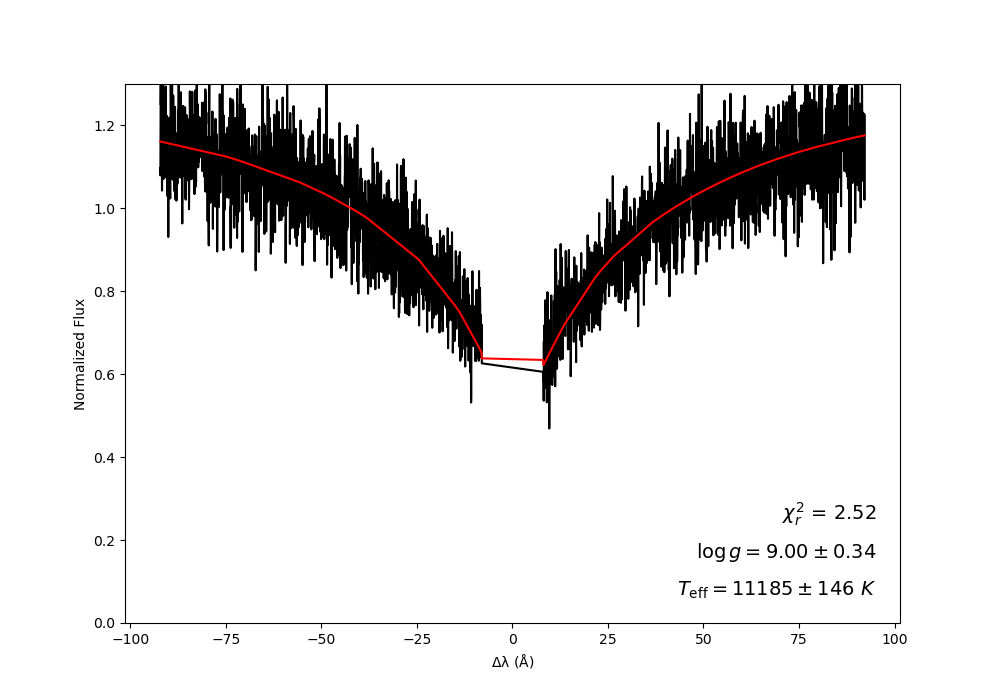 1.2
1.0
0.8
0.6
0.4
0.2
0.0
Normalized Flux
χ²ᵣ = 2.52
log g = 9.00 ± 0.34
T_eff = 11185 ± 146 K
−100 −75 −50 −25 0 25 50 75 100
Δλ (Å)